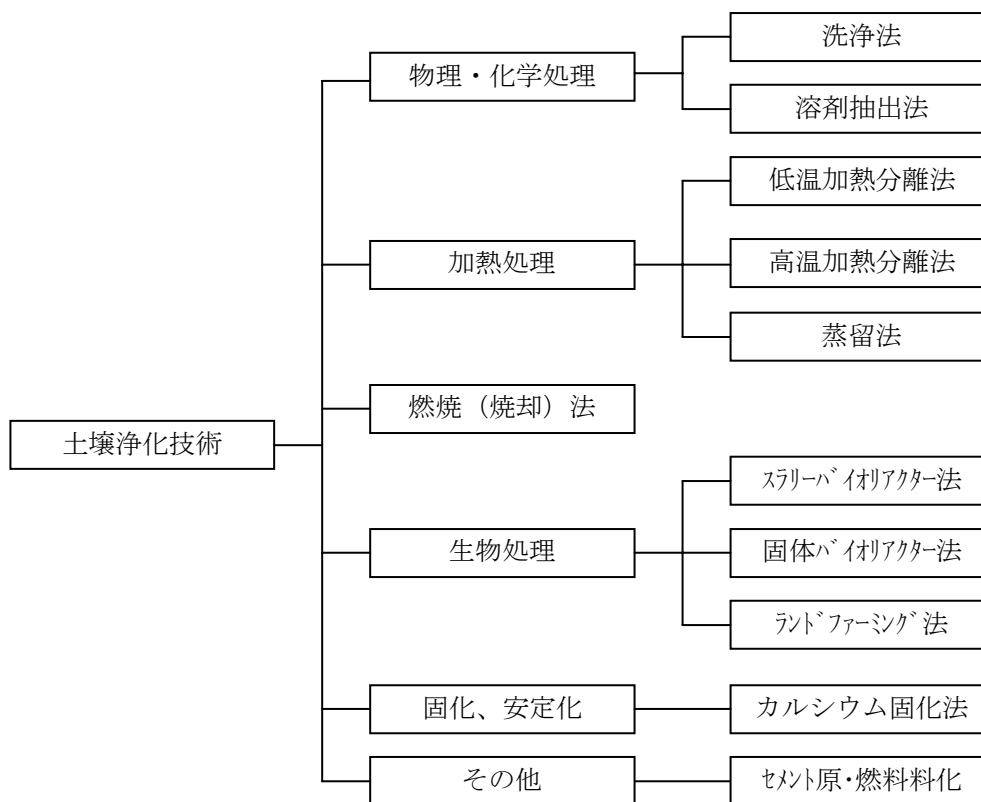 土壌浄化技術
物理・化学処理
洗浄法
溶剤抽出法
加熱処理
低温加熱分離法
高温加熱分離法
蒸留法
燃焼（焼却）法
生物処理
ｽﾗﾘｰﾊﾞｲｵﾘｱｸﾀｰ法
固体ﾊﾞｲｵﾘｱｸﾀｰ法
ﾗﾝﾄﾞﾌｧｰﾐﾝｸﾞ法
固化、安定化
カルシウム固化法
その他
ｾﾒﾝﾄ原・燃料料化